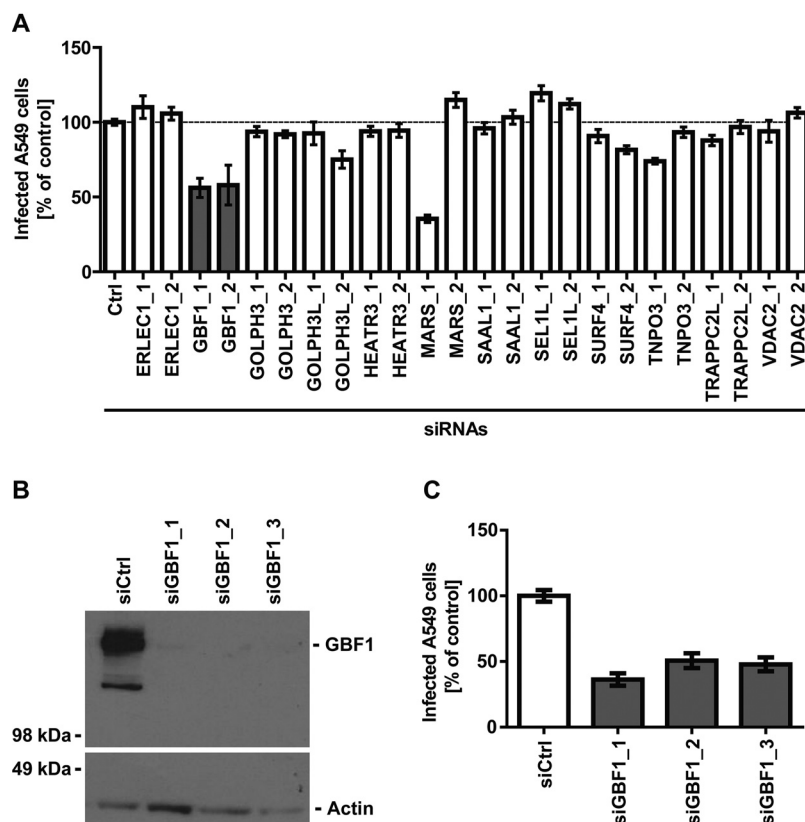 A
Infected A549 cells
[% of control]
150
100
50
0
Ctrl
ERLEC1_1
ERLEC1_2
GBF1_1
GBF1_2
GOLPH3_1
GOLPH3_2
GOLPH3L_1
GOLPH3L_2
HEATR3_1
HEATR3_2
MARS_1
MARS_2
SAAL1_1
SAAL1_2
SEL1L_1
SEL1L_2
SURF4_1
SURF4_2
TNPO3_1
TNPO3_2
TRAPPC2L_1
TRAPPC2L_2
VDAC2_1
VDAC2_2
siRNAs
B
siCtrl
siGBF1_1
siGBF1_2
siGBF1_3
- GBF1
98 kDa -
49 kDa -
- Actin
C
Infected A549 cells
[% of control]
150
100
50
0
siCtrl
siGBF1_1
siGBF1_2
siGBF1_3